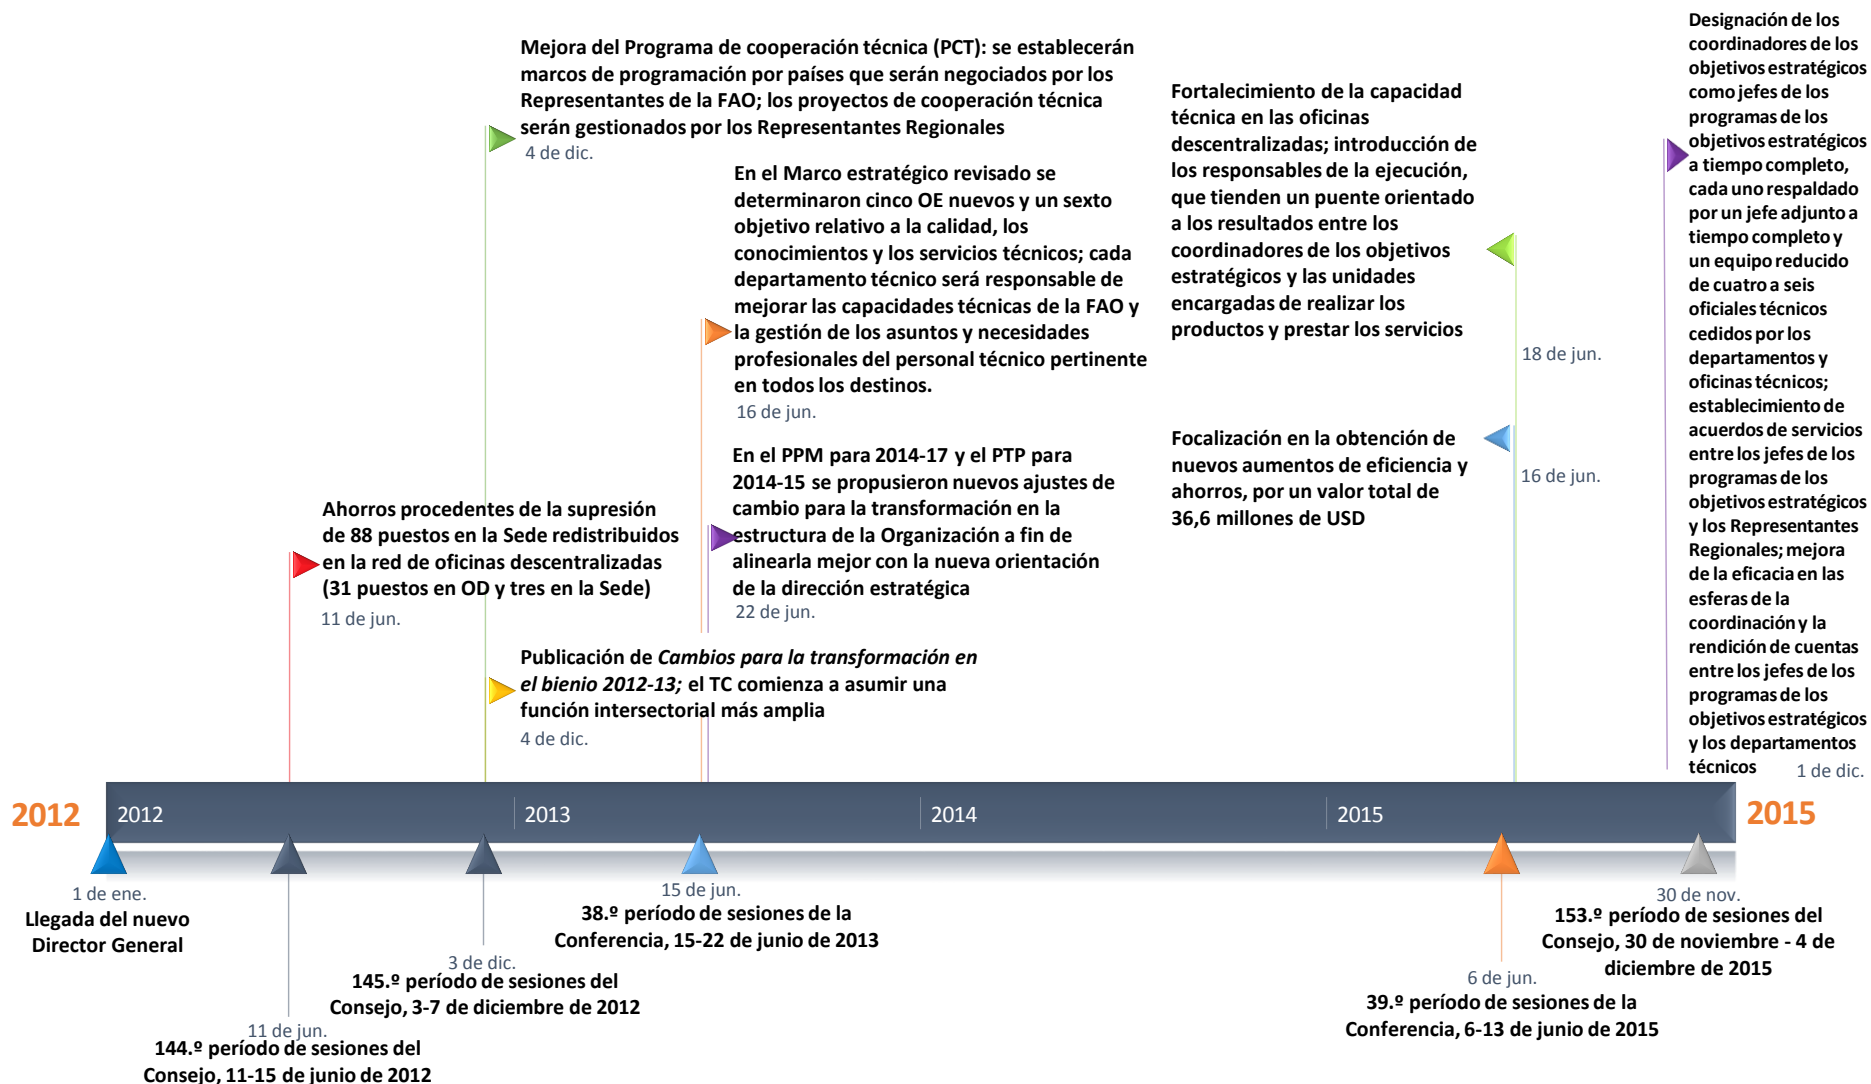 Mejora del Programa de cooperación técnica (PCT): se establecerán
marcos de programación por países que serán negociados por los
Representantes de la FAO; los proyectos de cooperación técnica
serán gestionados por los Representantes Regionales
4 de dic.
En el Marco estratégico revisado se
determinaron cinco OE nuevos y un sexto
objetivo relativo a la calidad, los
conocimientos y los servicios técnicos; cada
departamento técnico será responsable de
mejorar las capacidades técnicas de la FAO y
la gestión de los asuntos y necesidades
profesionales del personal técnico pertinente
en todos los destinos.
16 de jun.
En el PPM para 2014-17 y el PTP para
2014-15 se propusieron nuevos ajustes de
cambio para la transformación en la
estructura de la Organización a fin de
alinearla mejor con la nueva orientación
de la dirección estratégica
22 de jun.
Ahorros procedentes de la supresión
de 88 puestos en la Sede redistribuidos
en la red de oficinas descentralizadas
(31 puestos en OD y tres en la Sede)
11 de jun.
Publicación de Cambios para la transformación en
el bienio 2012-13; el TC comienza a asumir una
función intersectorial más amplia
4 de dic.
Fortalecimiento de la capacidad
técnica en las oficinas
descentralizadas; introducción de
los responsables de la ejecución,
que tienden un puente orientado
a los resultados entre los
coordinadores de los objetivos
estratégicos y las unidades
encargadas de realizar los
productos y prestar los servicios
18 de jun.
Focalización en la obtención de
nuevos aumentos de eficiencia y
ahorros, por un valor total de
36,6 millones de USD
16 de jun.
Designación de los
coordinadores de los
objetivos estratégicos
como jefes de los
programas de los
objetivos estratégicos
a tiempo completo,
cada uno respaldado
por un jefe adjunto a
tiempo completo y
un equipo reducido
de cuatro a seis
oficiales técnicos
cedidos por los
departamentos y
oficinas técnicos;
establecimiento de
acuerdos de servicios
entre los jefes de los
programas de los
objetivos estratégicos
y los Representantes
Regionales; mejora
de la eficacia en las
esferas de la
coordinación y la
rendición de cuentas
entre los jefes de los
programas de los
objetivos estratégicos
y los departamentos
técnicos
1 de dic.
2012
2012
2013
2014
2015
2015
1 de ene.
Llegada del nuevo
Director General
11 de jun.
144.º período de sesiones del
Consejo, 11-15 de junio de 2012
3 de dic.
145.º período de sesiones del
Consejo, 3-7 de diciembre de 2012
15 de jun.
38.º período de sesiones de la
Conferencia, 15-22 de junio de 2013
6 de jun.
39.º período de sesiones de la
Conferencia, 6-13 de junio de 2015
30 de nov.
153.º período de sesiones del
Consejo, 30 de noviembre - 4 de
diciembre de 2015